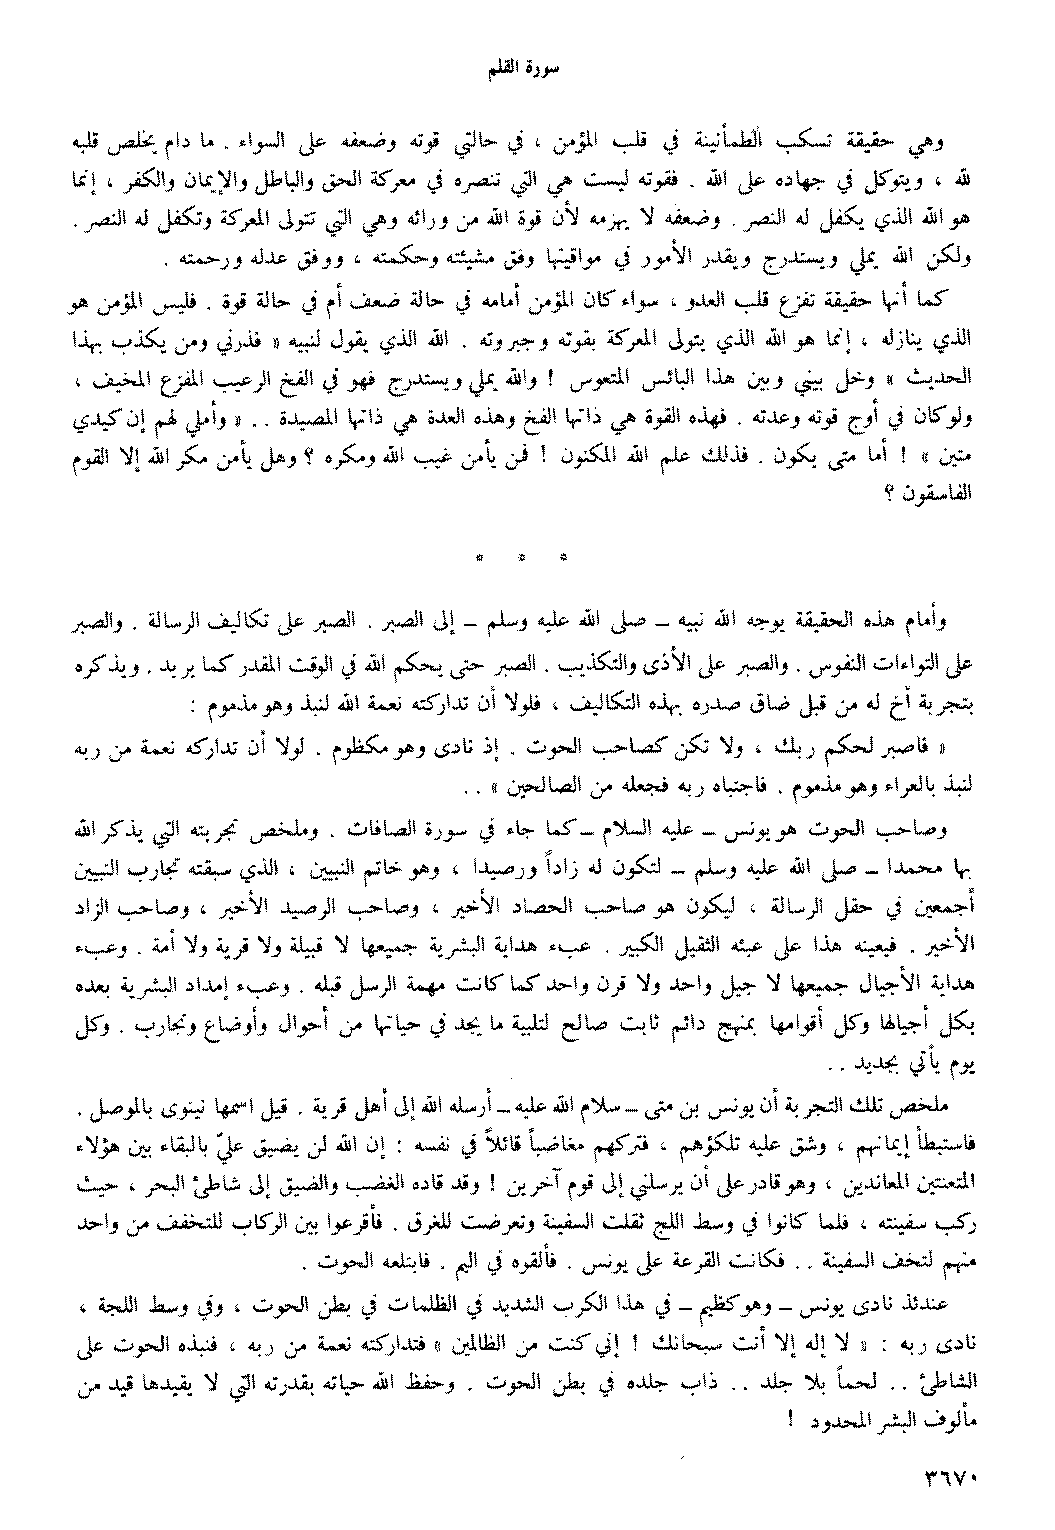 سورة القلم
وهي حقيقة تسكب الطمأنينة في قلب المؤمن ، في حالتي قوته وضعفه على السواء . ما دام يخلص قلبه
لله ، ويتوكل في جهاده على الله . فقوته ليست هي التي تنصره في معركة الحق والباطل والإيمان والكفر ، إنما
هو الله الذي يكفل له النصر . وضعفه لا يهزمه لأن قوة الله من ورائه وهي التي تتولى المعركة وتكفل له النصر .
ولكن الله يملي ويستدرج ويقدر الأمور في مواقيتها وفق مشيئته وحكمته ، ووفق عدله ورحمته .
كما أنها حقيقة تفزع قلب العدو ، سواء كان المؤمن أمامه في حالة ضعف أم في حالة قوة . فليس المؤمن هو
الذي ينازله ، إنما هو الله الذي يتولى المعركة بقوته وجبروته . الله الذي يقول لنبيه « فذرني ومن يكذب بهذا
الحديث » وخل بيني وبين هذا البائس المتعوس ! والله يملي ويستدرج فهو في الفخ الرعيب المفزع المخيف ،
ولو كان في أوج قوته وعدته . فهذه القوة هي ذاتها الفخ وهذه العدة هي ذاتها المصيدة .. « وأملي لهم إن كيدي
متين » ! أما متى يكون . فذلك علم الله المكنون ! فمن يأمن غيب الله ومكره ؟ وهل يأمن مكر الله إلا القوم
الفاسقون ؟
* * *
وأمام هذه الحقيقة يوجه الله نبيه – صلى الله عليه وسلم – إلى الصبر . الصبر على تكاليف الرسالة . والصبر
على التواءات النفوس . والصبر على الأذى والتكذيب . الصبر حتى يحكم الله في الوقت المقدر كما يريد . ويذكره
بتجربة أخ له من قبل ضاق صدره بهذه التكاليف ، فلولا أن تداركته نعمة الله لنبذ وهو مذموم :
« فاصبر لحكم ربك ، ولا تكن كصاحب الحوت . إذ نادى وهو مكظوم . لولا أن تداركه نعمة من ربه
لنبذ بالعراء وهو مذموم . فاجتباه ربه فجعله من الصالحين » ..
وصاحب الحوت هو يونس – عليه السلام – كما جاء في سورة الصافات . وملخص تجربته التي يذكر الله
بها محمدا – صلى الله عليه وسلم – لتكون له زاداً ورصيدا ، وهو خاتم النبيين ، الذي سبقته تجارب النبيين
أجمعين في حقل الرسالة ، ليكون هو صاحب الحصاد الأخير ، وصاحب الرصيد الأخير ، وصاحب الزاد
الأخير . فيعينه هذا على عبئه الثقيل الكبير . عبء هداية البشرية جميعها لا قبيلة ولا قرية ولا أمة . وعبء
هداية الأجيال جميعها لا جيل واحد ولا قرن واحد كما كانت مهمة الرسل قبله . وعبء إمداد البشرية بعده
بكل أجيالها وكل أقوامها بمنهج دائم ثابت صالح لتلبية ما يجد في حياتها من أحوال وأوضاع وتجارب . وكل
يوم يأتي بجديد ..
ملخص تلك التجربة أن يونس بن متى – سلام الله عليه – أرسله الله إلى أهل قرية . قيل اسمها نينوى بالموصل .
فاستبطأ إيمانهم ، وشق عليه تلكؤهم ، فتركهم مغاضباً قائلاً في نفسه : إن الله لن يضيق عليّ بالبقاء بين هؤلاء
المتعنتين المعاندين ، وهو قادر على أن يرسلني إلى قوم آخرين ! وقد قاده الغضب والضيق إلى شاطئ البحر ، حيث
ركب سفينته ، فلما كانوا في وسط اللج ثقلت السفينة وتعرضت للغرق . فأقرعوا بين الركاب للتخفف من واحد
منهم لتخف السفينة .. فكانت القرعة على يونس . فألقوه في اليم . فابتلعه الحوت .
عندئذ نادى يونس – وهو كظيم – في هذا الكرب الشديد في الظلمات في بطن الحوت ، وفي وسط اللجة ،
نادى ربه : « لا إله إلا أنت سبحانك ! إني كنت من الظالمين » فتداركته نعمة من ربه ، فنبذه الحوت على
الشاطئ .. لحماً بلا جلد .. ذاب جلده في بطن الحوت . وحفظ الله حياته بقدرته التي لا يقيدها قيد من
مألوف البشر المحدود !
٣٦٧٠